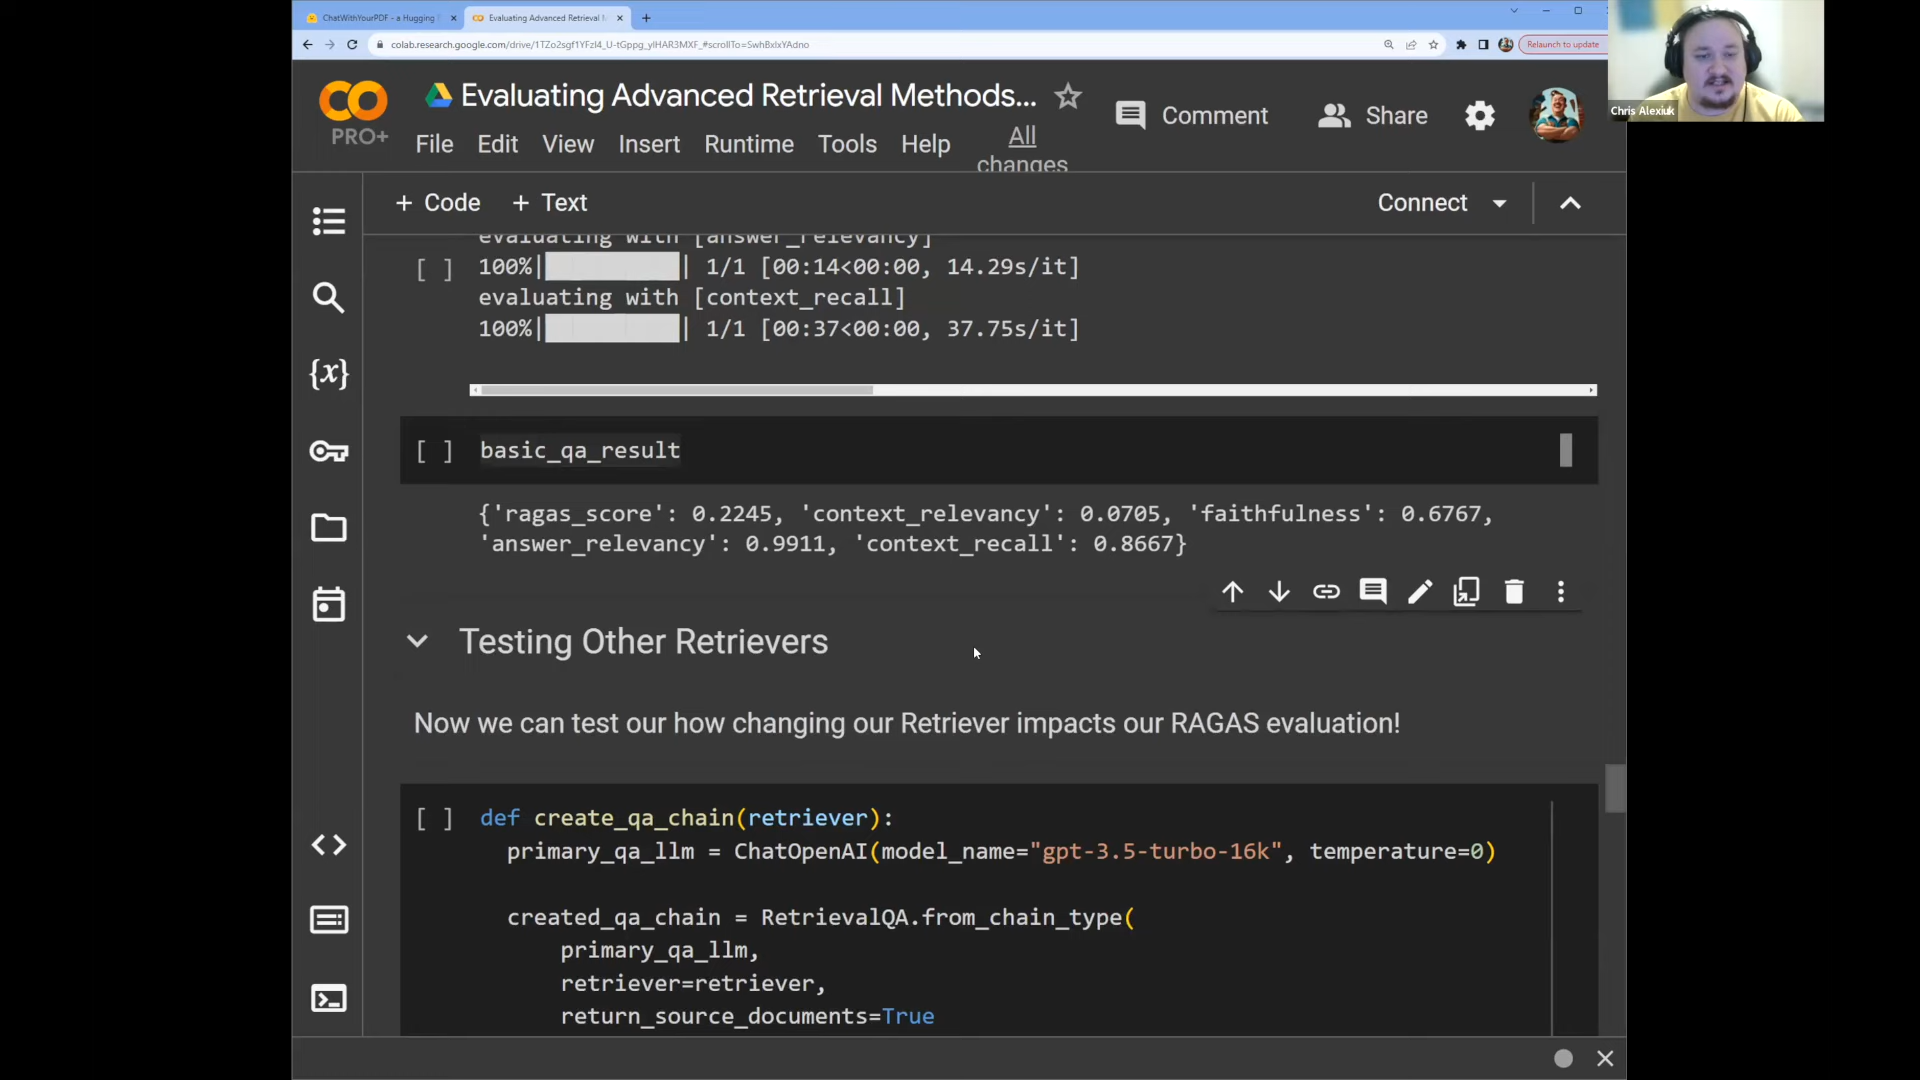 ChatWithYourPDF - a Hugging
Evaluating Advanced Retrieval M
colab.research.google.com/drive/1TZo2sgf1YFzI4_U-tGppg_ylHAR3MXF_#scrollTo=SwhBxlxYAdno
Relaunch to update
Chris Alexiuk
PRO+
Evaluating Advanced Retrieval Methods...
File Edit View Insert Runtime Tools Help
All
changes
Comment
Share
+ Code + Text
Connect
evaluating with [answer_relevancy]
[ ] 100%| | 1/1 [00:14<00:00, 14.29s/it]
evaluating with [context_recall]
100%| | 1/1 [00:37<00:00, 37.75s/it]
{x}
[ ] basic_qa_result
{'ragas_score': 0.2245, 'context_relevancy': 0.0705, 'faithfulness': 0.6767,
'answer_relevancy': 0.9911, 'context_recall': 0.8667}
Testing Other Retrievers
Now we can test our how changing our Retriever impacts our RAGAS evaluation!
[ ] def create_qa_chain(retriever):
primary_qa_llm = ChatOpenAI(model_name="gpt-3.5-turbo-16k", temperature=0)
created_qa_chain = RetrievalQA.from_chain_type(
primary_qa_llm,
retriever=retriever,
return_source_documents=True